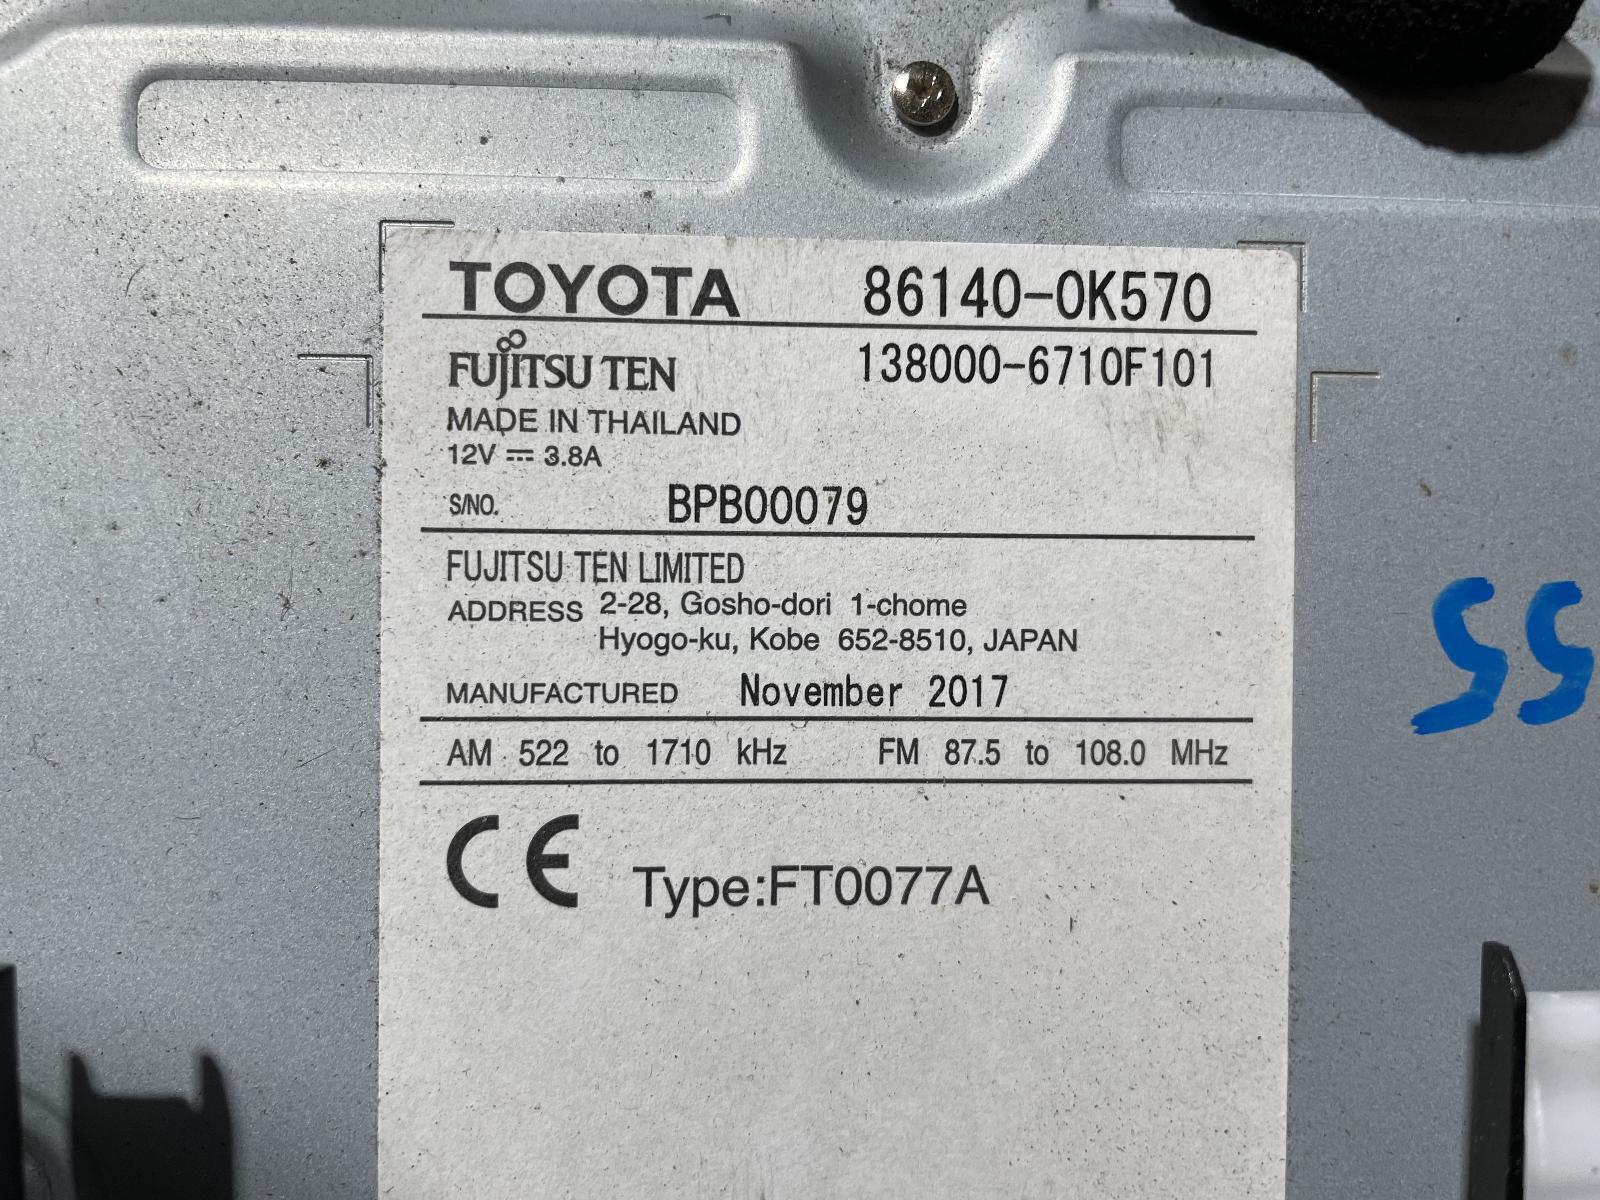 TOYOTA 86140-0K570
FUJITSU TEN 138000-6710F101
MADE IN THAILAND
12V ⎓ 3.8A
S/NO. BPB00079
FUJITSU TEN LIMITED
ADDRESS 2-28, Gosho-dori 1-chome
Hyogo-ku, Kobe 652-8510, JAPAN
MANUFACTURED November 2017
AM 522 to 1710 kHz FM 87.5 to 108.0 MHz
CE Type:FT0077A
55